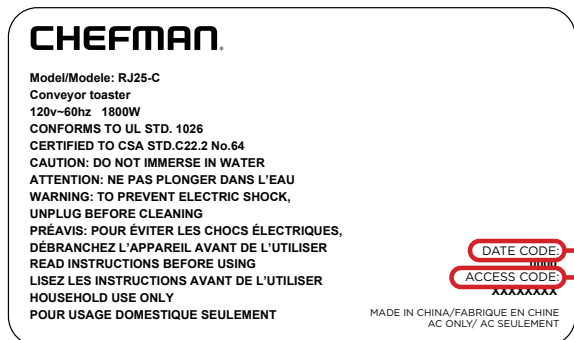 CHEFMAN.
Model/Modele: RJ25-C
Conveyor toaster
120v~60hz 1800W
CONFORMS TO UL STD. 1026
CERTIFIED TO CSA STD.C22.2 No.64
CAUTION: DO NOT IMMERSE IN WATER
ATTENTION: NE PAS PLONGER DANS L'EAU
WARNING: TO PREVENT ELECTRIC SHOCK,
UNPLUG BEFORE CLEANING
PRÉAVIS: POUR ÉVITER LES CHOCS ÉLECTRIQUES,
DÉBRANCHEZ L'APPAREIL AVANT DE L'UTILISER
READ INSTRUCTIONS BEFORE USING
LISEZ LES INSTRUCTIONS AVANT DE L'UTILISER
HOUSEHOLD USE ONLY
POUR USAGE DOMESTIQUE SEULEMENT
DATE CODE:
ACCESS CODE:
XXXXXXXX
MADE IN CHINA/FABRIQUE EN CHINE
AC ONLY/ AC SEULEMENT